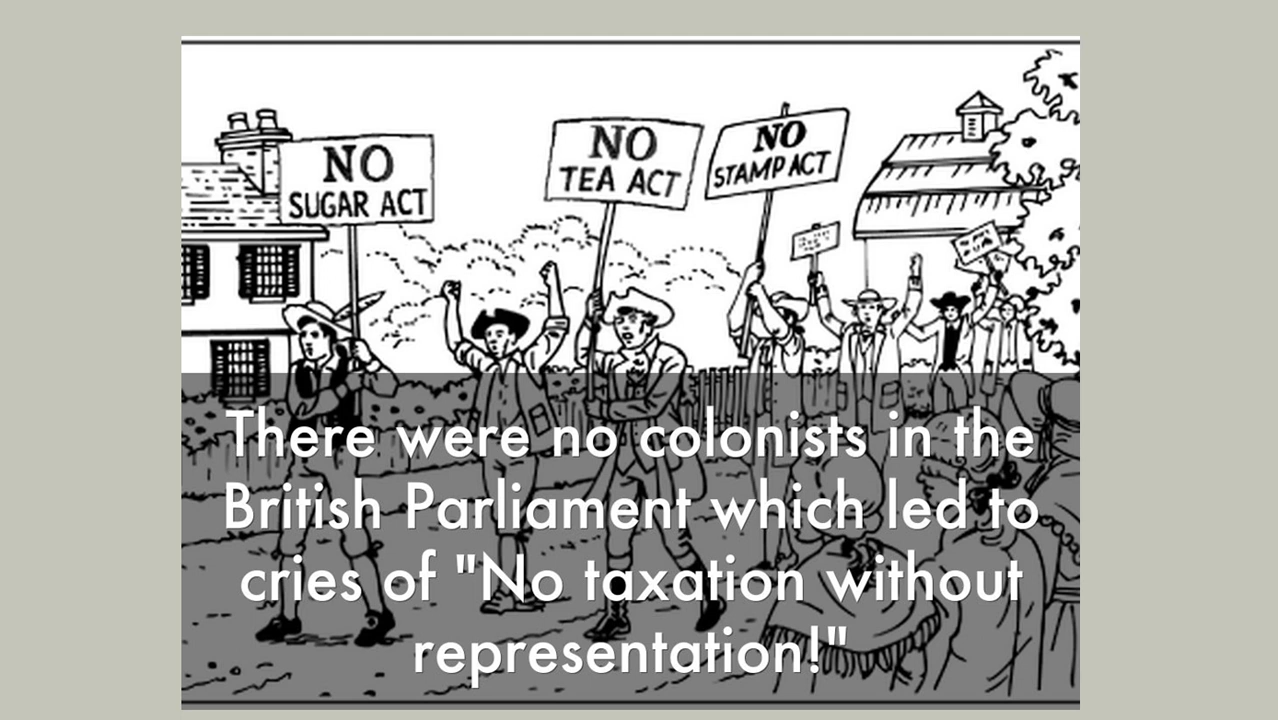 NO
SUGAR ACT
NO
TEA ACT
NO
STAMP ACT
There were no colonists in the
British Parliament which led to
cries of "No taxation without
representation!"